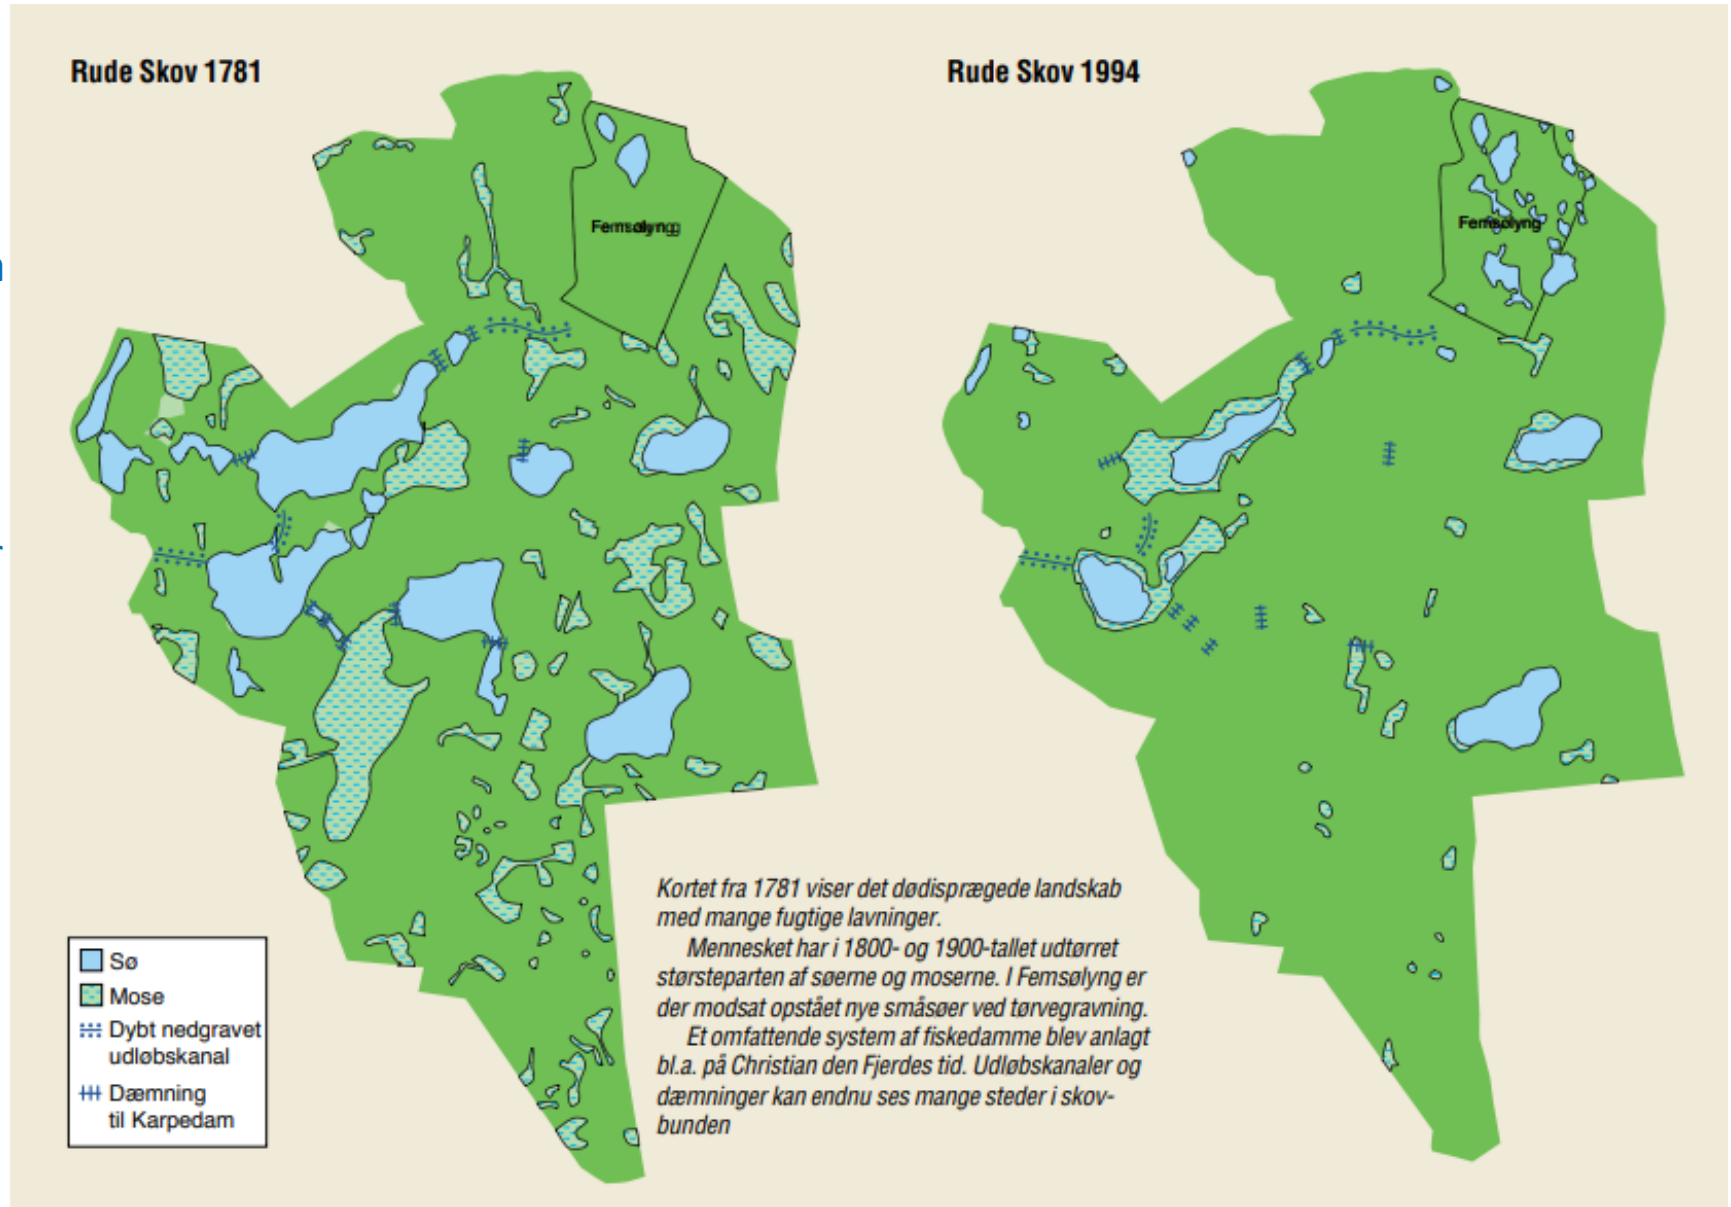 Rude Skov 1781
Rude Skov 1994
Femsølyng
Femsølyng
Kortet fra 1781 viser det dødisprægede landskab
med mange fugtige lavninger.
Mennesket har i 1800- og 1900-tallet udtørret
størsteparten af søerne og moserne. I Femsølyng er
der modsat opstået nye småsøer ved tørvegravning.
Et omfattende system af fiskedamme blev anlagt
bl.a. på Christian den Fjerdes tid. Udløbskanaler og
dæmninger kan endnu ses mange steder i skov-
bunden
Sø
Mose
Dybt nedgravet
udløbskanal
Dæmning
til Karpedam